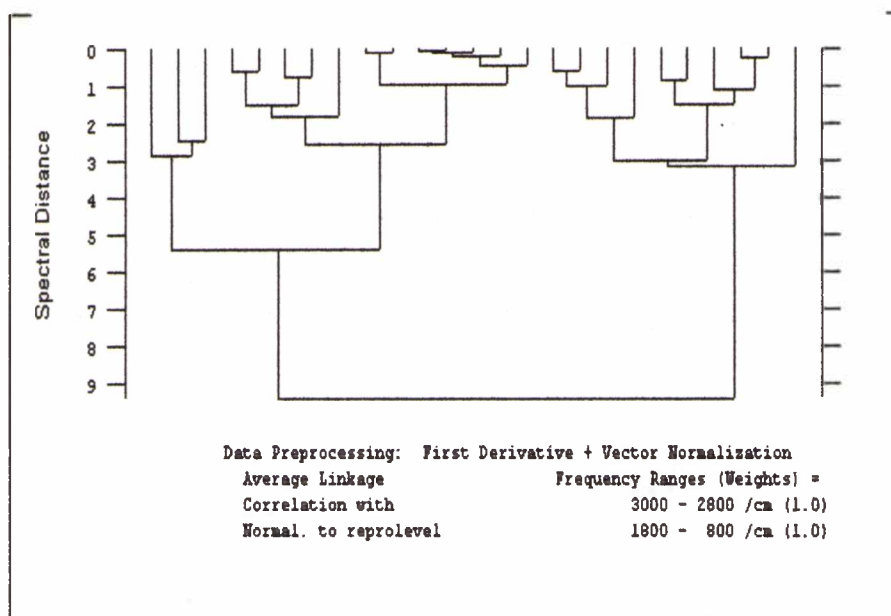 Spectral Distance
0
1
2
3
4
5
6
7
8
9
Data Preprocessing: First Derivative + Vector Normalization
Average Linkage Frequency Ranges (Weights) =
Correlation with 3000 - 2800 /cm (1.0)
Normal. to reprolevel 1800 - 800 /cm (1.0)